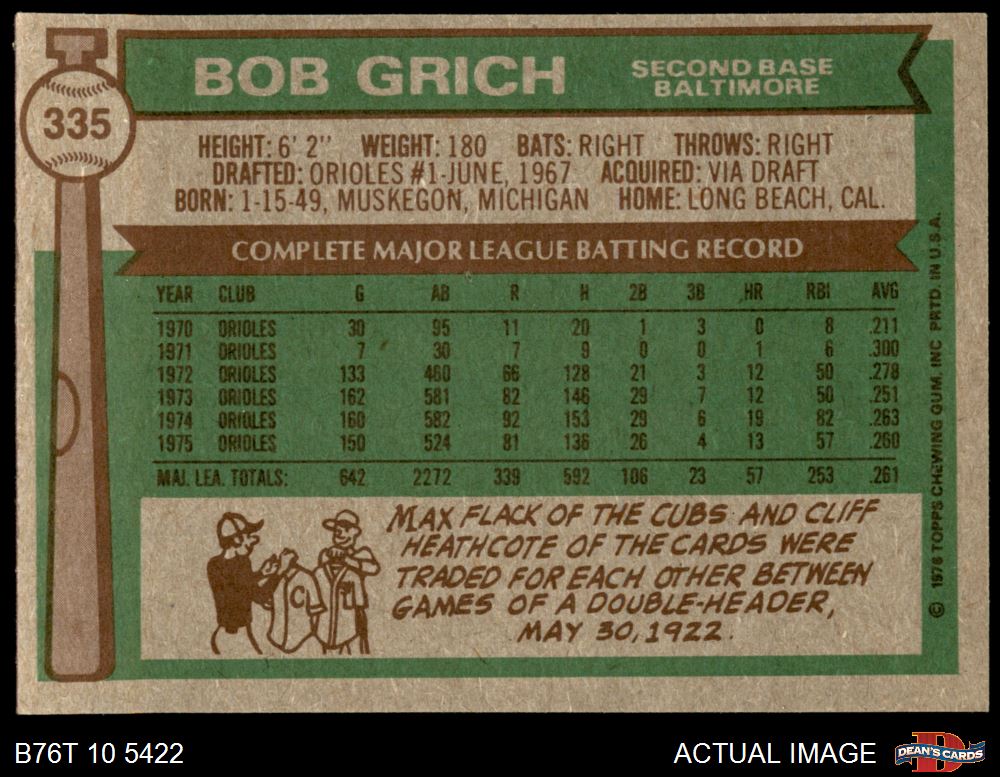 335
BOB GRICH
SECOND BASE
BALTIMORE
HEIGHT: 6' 2" WEIGHT: 180 BATS: RIGHT THROWS: RIGHT
DRAFTED: ORIOLES #1-JUNE, 1967 ACQUIRED: VIA DRAFT
BORN: 1-15-49, MUSKEGON, MICHIGAN HOME: LONG BEACH, CAL.
COMPLETE MAJOR LEAGUE BATTING RECORD
YEAR CLUB G AB R H 2B 3B HR RBI AVG
1970 ORIOLES 30 95 11 20 1 3 0 8 .211
1971 ORIOLES 7 30 7 9 0 0 1 6 .300
1972 ORIOLES 133 460 66 128 21 3 12 50 .278
1973 ORIOLES 162 581 82 146 29 7 12 50 .251
1974 ORIOLES 160 582 92 153 29 6 19 82 .263
1975 ORIOLES 150 524 81 136 26 4 13 57 .260
MAJ. LEA. TOTALS: 642 2272 339 592 106 23 57 253 .261
MAX FLACK OF THE CUBS AND CLIFF
HEATHCOTE OF THE CARDS WERE
TRADED FOR EACH OTHER BETWEEN
GAMES OF A DOUBLE-HEADER,
MAY 30, 1922.
C
© 1976 TOPPS CHEWING GUM, INC PRTD. IN U.S.A.
B76T 10 5422
ACTUAL IMAGE
D
DEAN'S CARDS